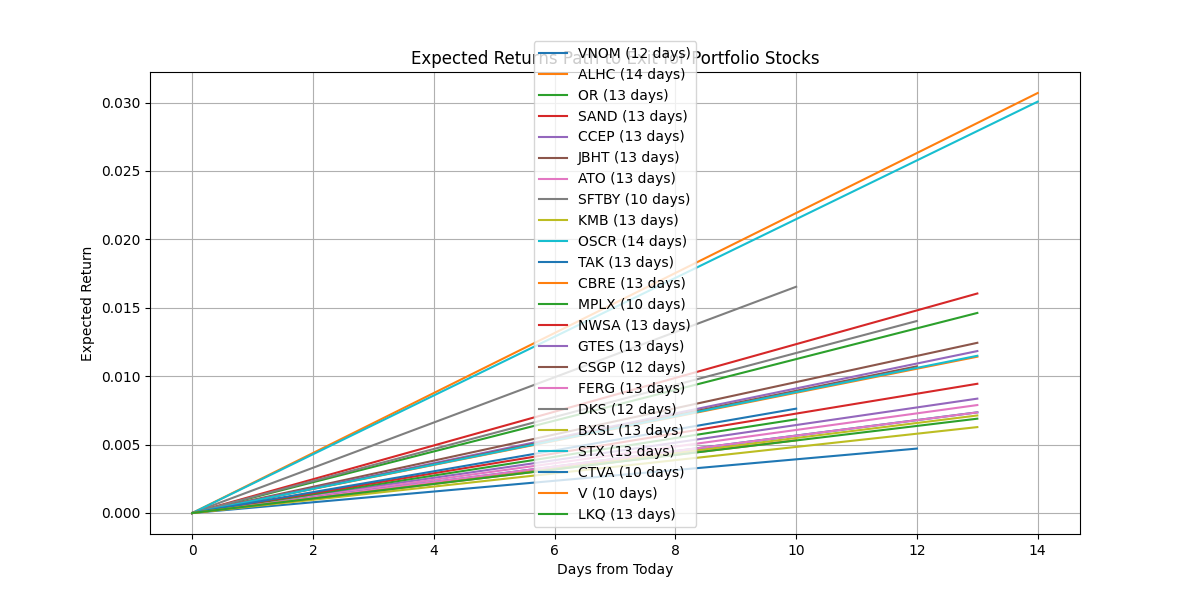 Expected Returns Path to Exit for Portfolio Stocks
VNOM (12 days)
ALHC (14 days)
OR (13 days)
SAND (13 days)
CCEP (13 days)
JBHT (13 days)
ATO (13 days)
SFTBY (10 days)
KMB (13 days)
OSCR (14 days)
TAK (13 days)
CBRE (13 days)
MPLX (10 days)
NWSA (13 days)
GTES (13 days)
CSGP (12 days)
FERG (13 days)
DKS (12 days)
BXSL (13 days)
STX (13 days)
CTVA (10 days)
V (10 days)
LKQ (13 days)
Expected Return
0.030
0.025
0.020
0.015
0.010
0.005
0.000
0 2 4 6 8 10 12 14
Days from Today